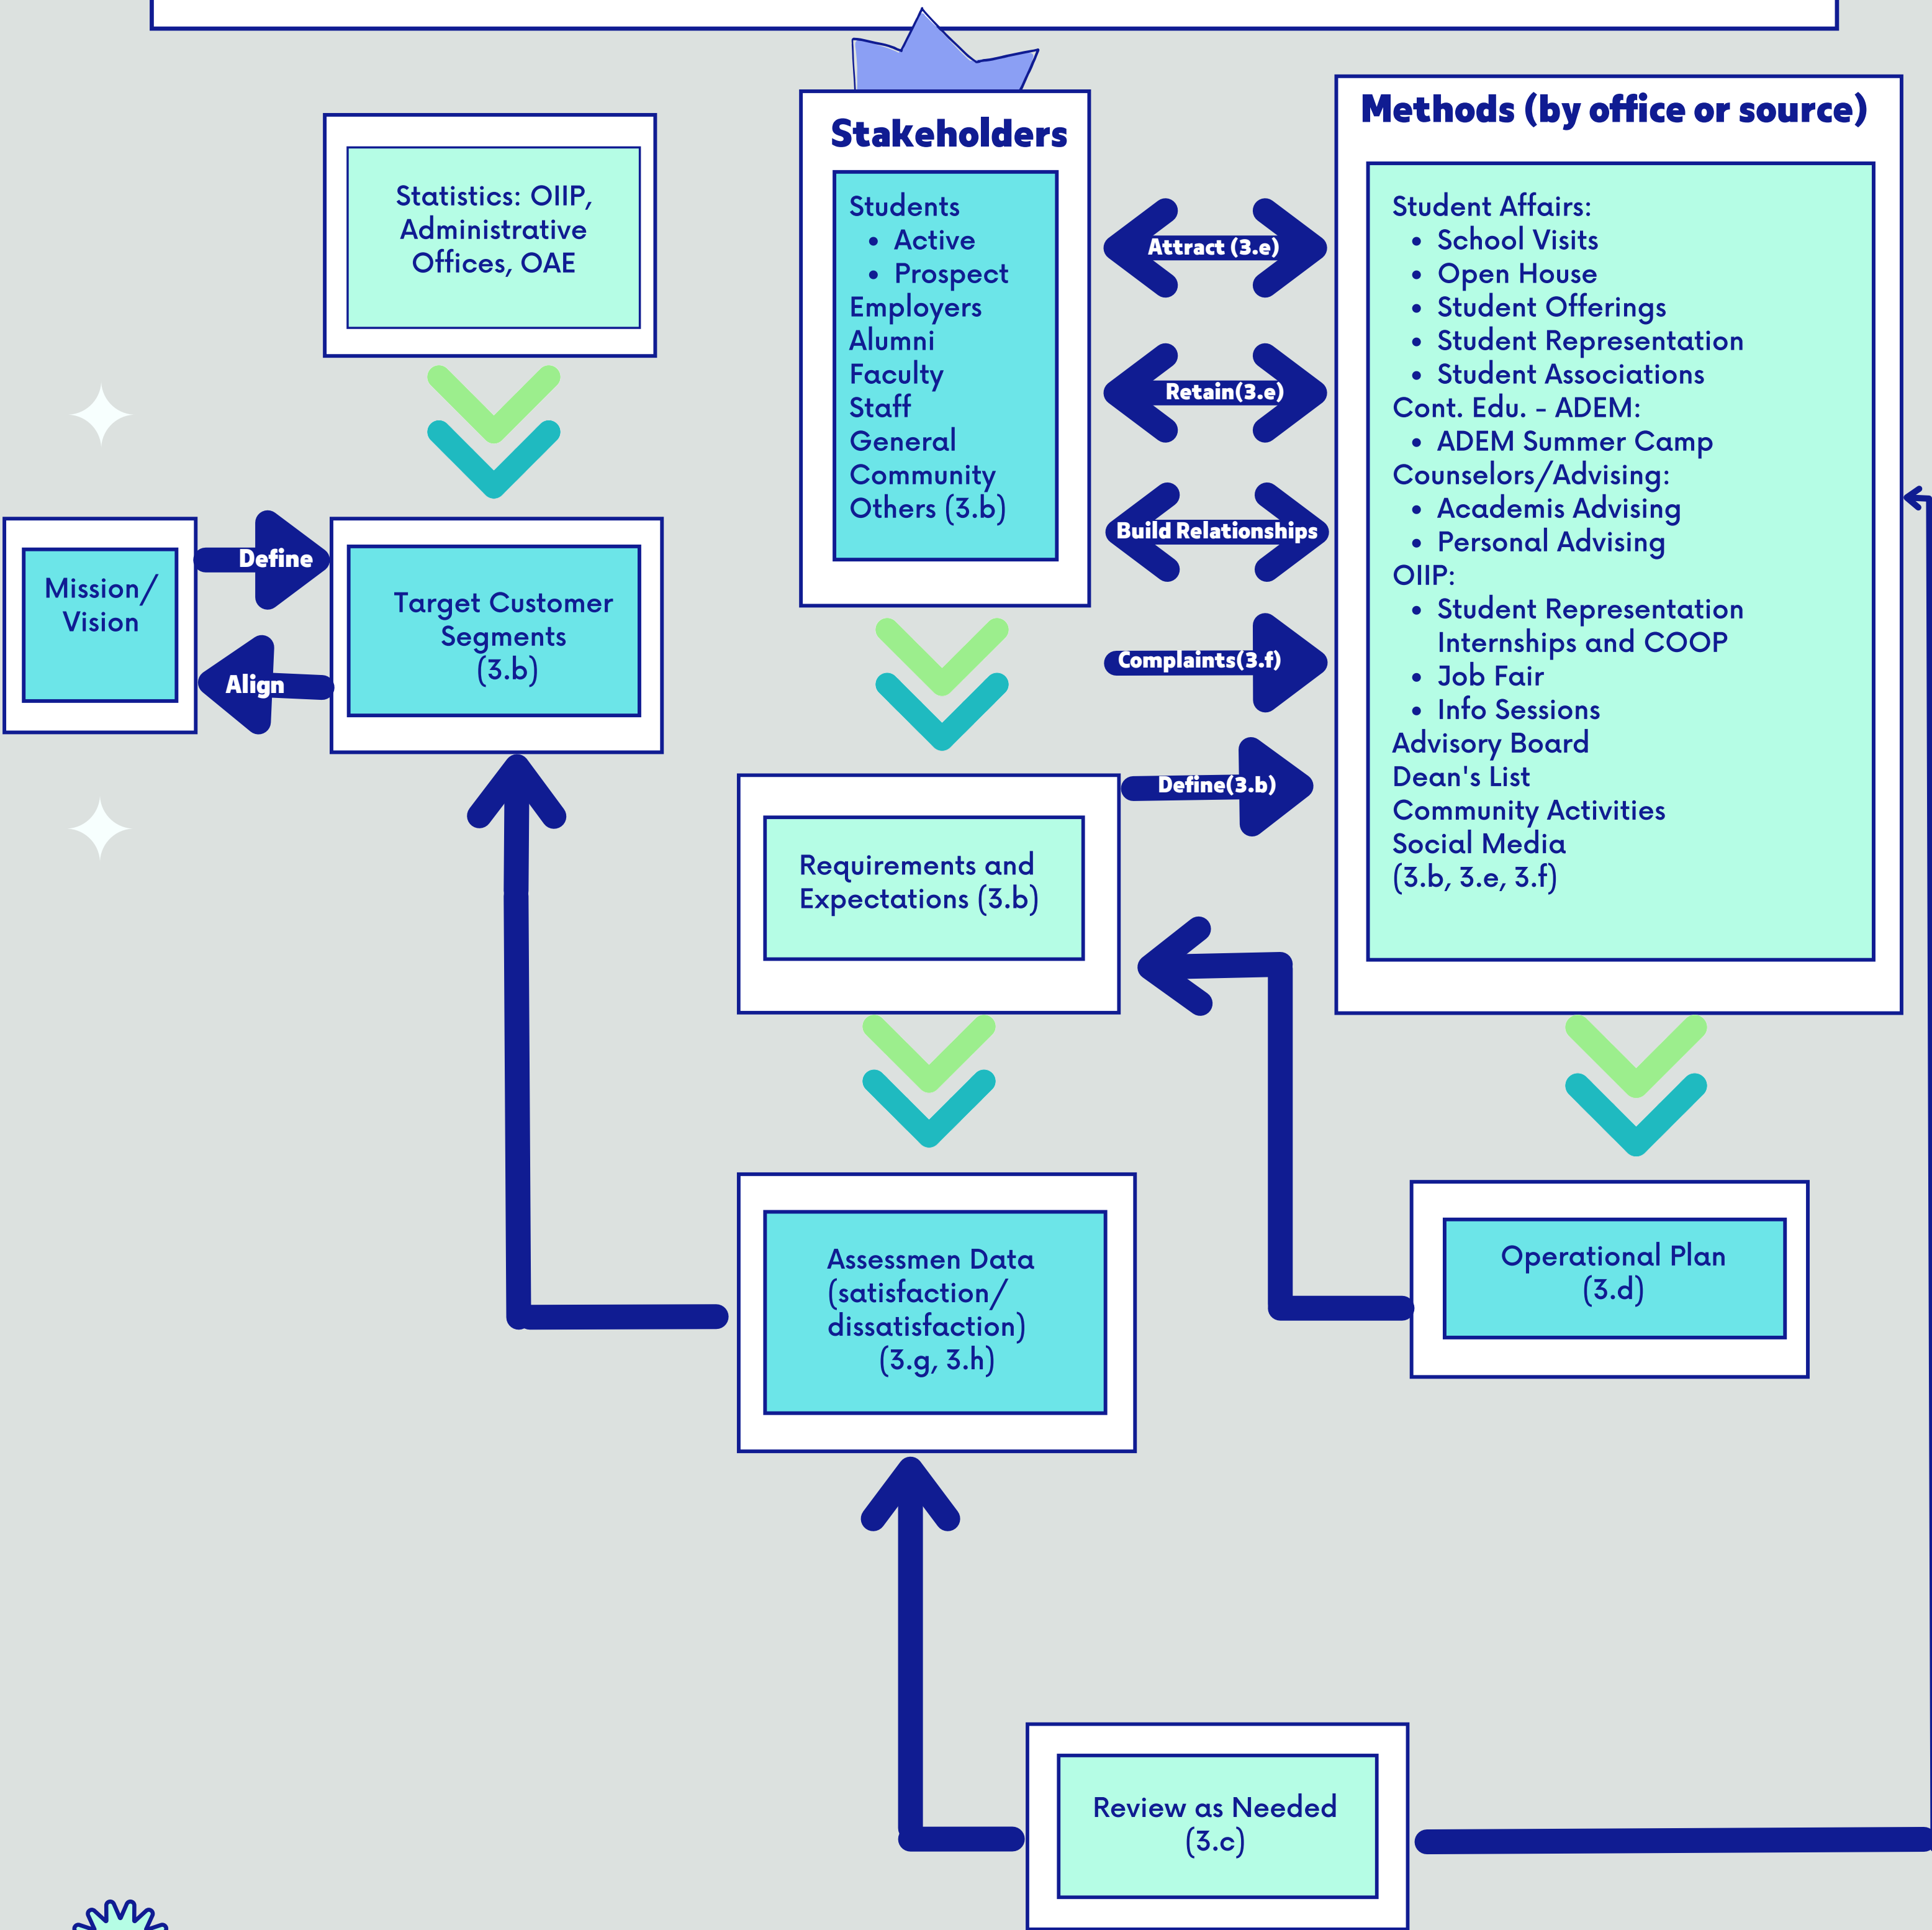 Stakeholders
Methods (by office or source)
Statistics: OIIP,
Administrative
Offices, OAE
Students
• Active
• Prospect
Employers
Alumni
Faculty
Staff
General
Community
Others (3.b)
Attract (3.e)
Retain(3.e)
Build Relationships
Complaints(3.f)
Define(3.b)
Student Affairs:
• School Visits
• Open House
• Student Offerings
• Student Representation
• Student Associations
Cont. Edu. - ADEM:
• ADEM Summer Camp
Counselors/Advising:
• Academis Advising
• Personal Advising
OIIP:
• Student Representation
Internships and COOP
• Job Fair
• Info Sessions
Advisory Board
Dean's List
Community Activities
Social Media
(3.b, 3.e, 3.f)
Mission/
Vision
Define
Align
Target Customer
Segments
(3.b)
Requirements and
Expectations (3.b)
Assessmen Data
(satisfaction/
dissatisfaction)
(3.g, 3.h)
Operational Plan
(3.d)
Review as Needed
(3.c)